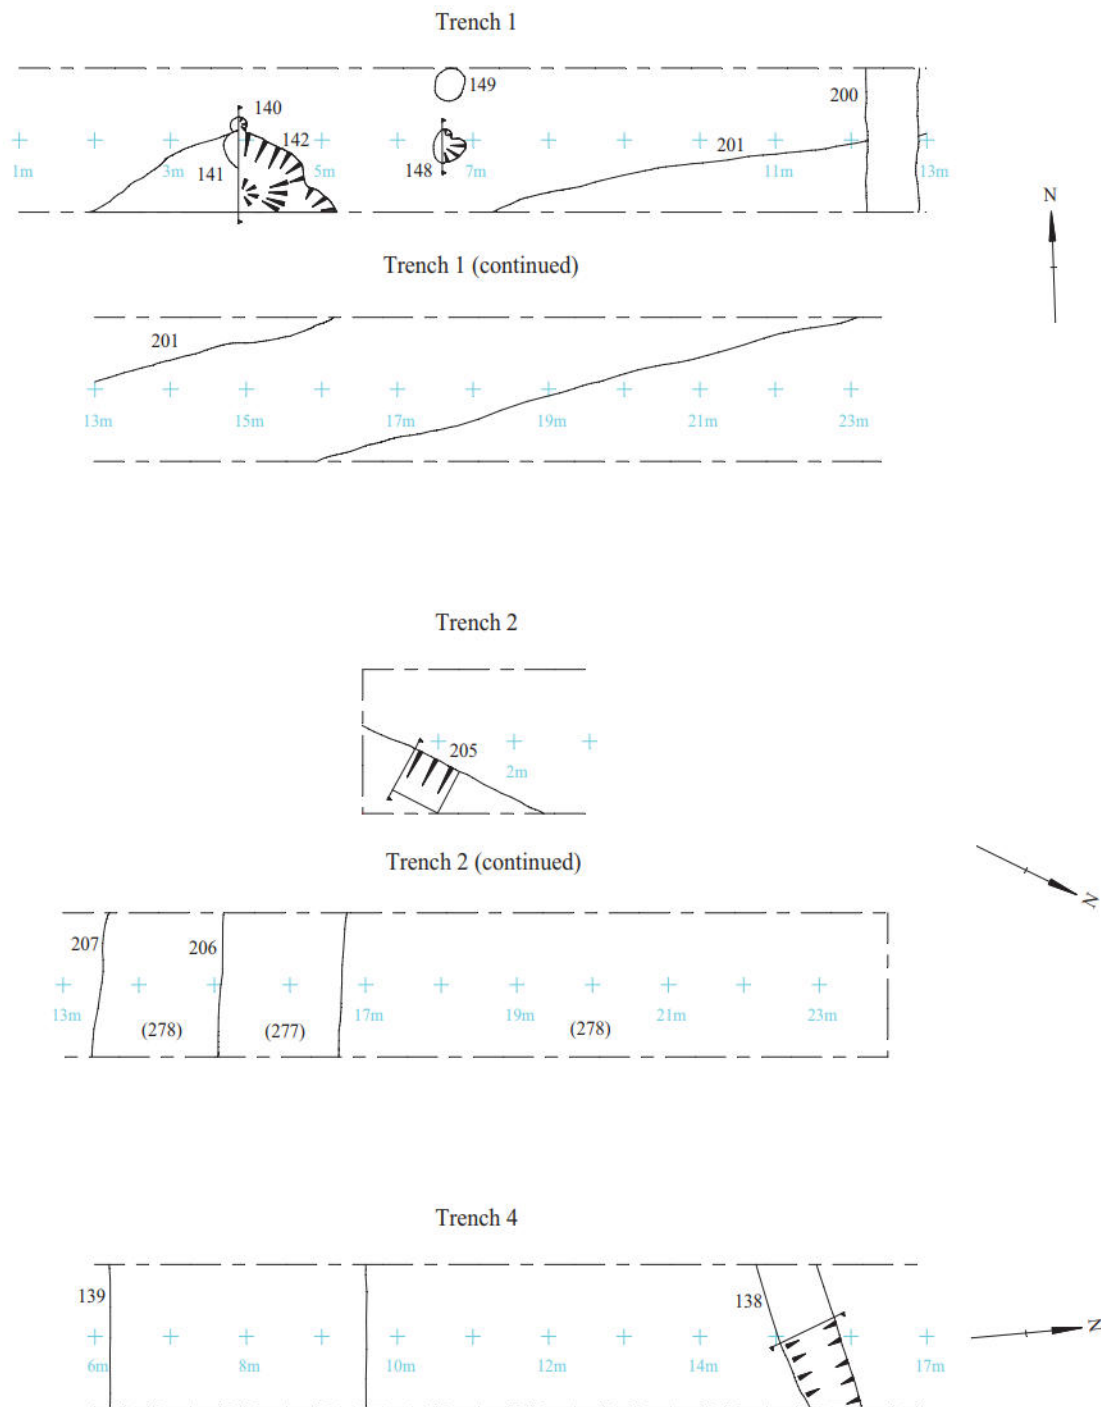 Trench 1
149
140
200
142
201
141
148
1m
3m
5m
7m
11m
13m
N
Trench 1 (continued)
201
13m
15m
17m
19m
21m
23m
Trench 2
205
2m
Trench 2 (continued)
N
207
206
13m
17m
19m
21m
23m
(278)
(277)
(278)
Trench 4
139
138
N
6m
8m
10m
12m
14m
17m